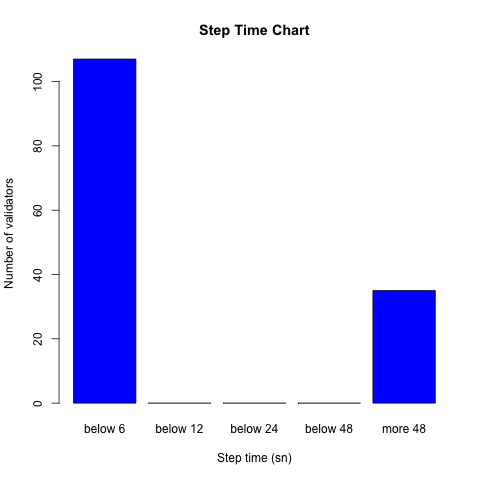 Step Time Chart
Number of validators
100
80
60
40
20
0
below 6
below 12
below 24
below 48
more 48
Step time (sn)